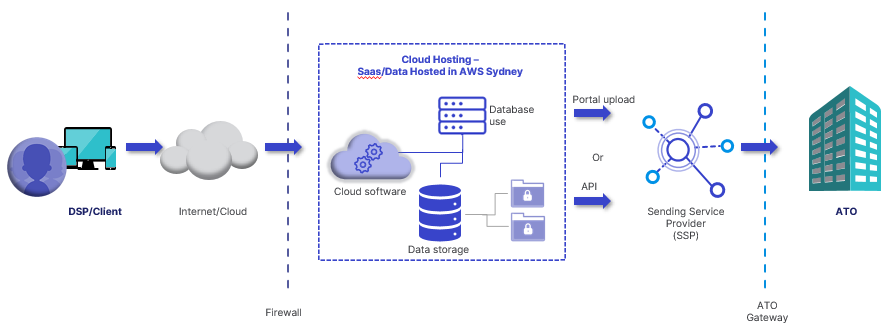 Cloud Hosting –
Saas/Data Hosted in AWS Sydney
Database
use
Cloud software
Data storage
DSP/Client
Internet/Cloud
Firewall
Portal upload
Or
API
Sending Service
Provider
(SSP)
ATO
Gateway
ATO